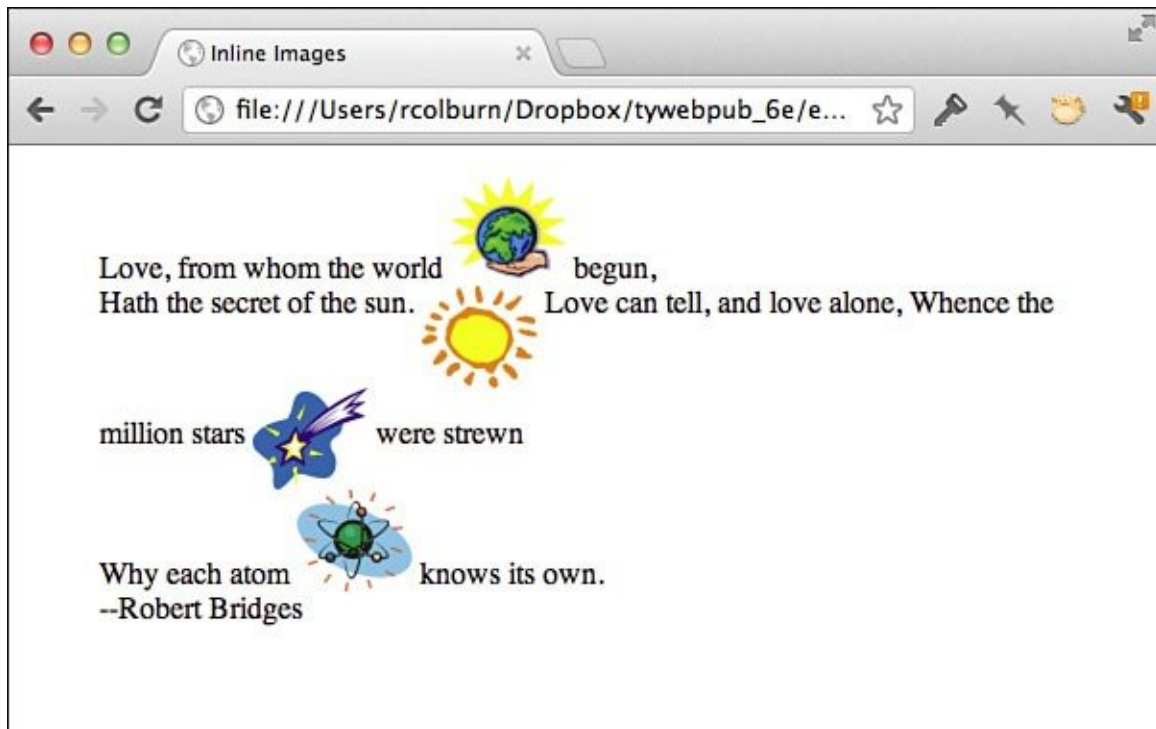 Inline Images
file:///Users/rcolburn/Dropbox/tywebpub_6e/e...
Love, from whom the world begun,
Hath the secret of the sun. Love can tell, and love alone, Whence the
million stars were strewn
Why each atom knows its own.
--Robert Bridges